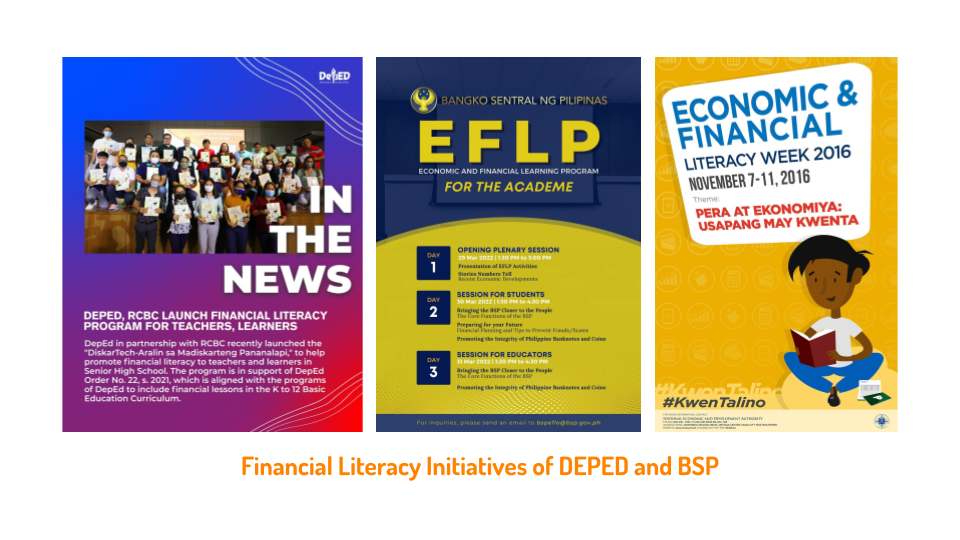 DepED
IN
THE
NEWS
DEPED, RCBC LAUNCH FINANCIAL LITERACY
PROGRAM FOR TEACHERS, LEARNERS
DepEd in partnership with RCBC recently launched the
"DiskarTech-Aralin sa Madiskarteng Pananalapi," to help
promote financial literacy to teachers and learners in
Senior High School. The program is in support of DepEd
Order No. 22, s. 2021, which is aligned with the programs
of DepEd to include financial lessons in the K to 12 Basic
Education Curriculum.
BANGKO SENTRAL NG PILIPINAS
EFLP
ECONOMIC AND FINANCIAL LEARNING PROGRAM
FOR THE ACADEME
DAY
1
OPENING PLENARY SESSION
29 Mar 2022 | 1:30 PM to 3:00 PM
Presentation of EFLP Activities
Stories Numbers Tell
Recent Economic Developments
DAY
2
SESSION FOR STUDENTS
30 Mar 2022 | 1:30 PM to 4:30 PM
Bringing the BSP Closer to the People
The Core Functions of the BSP
Preparing for your Future
Financial Planning and Tips to Prevent Frauds/Scams
Promoting the Integrity of Philippine Banknotes and Coins
DAY
3
SESSION FOR EDUCATORS
31 Mar 2022 | 1:30 PM to 4:30 PM
Bringing the BSP Closer to the People
The Core Functions of the BSP
Promoting the Integrity of Philippine Banknotes and Coins
For inquiries, please send an email to bspeflo@bsp.gov.ph
ECONOMIC &
FINANCIAL
LITERACY WEEK 2016
NOVEMBER 7-11, 2016
Theme:
PERA AT EKONOMIYA:
USAPANG MAY KWENTA
#KwenTalino
#KwenTalino
NATIONAL ECONOMIC AND DEVELOPMENT AUTHORITY
Financial Literacy Initiatives of DEPED and BSP